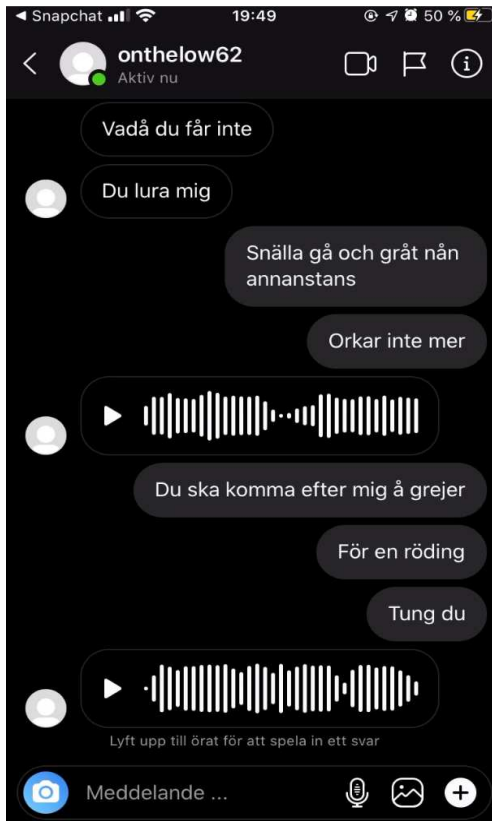 ◀ Snapchat 19:49 50 %
onthelow62
Aktiv nu
Vadå du får inte
Du lura mig
Snälla gå och gråt nån
annanstans
Orkar inte mer
Du ska komma efter mig å grejer
För en röding
Tung du
Lyft upp till örat för att spela in ett svar
Meddelande ...